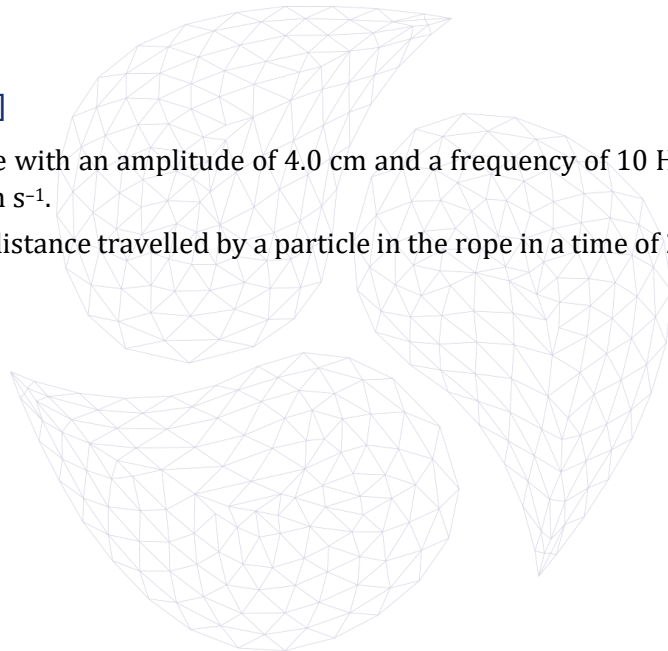 ]
e with an amplitude of 4.0 cm and a frequency of 10 H
s⁻¹.
distance travelled by a particle in the rope in a time of